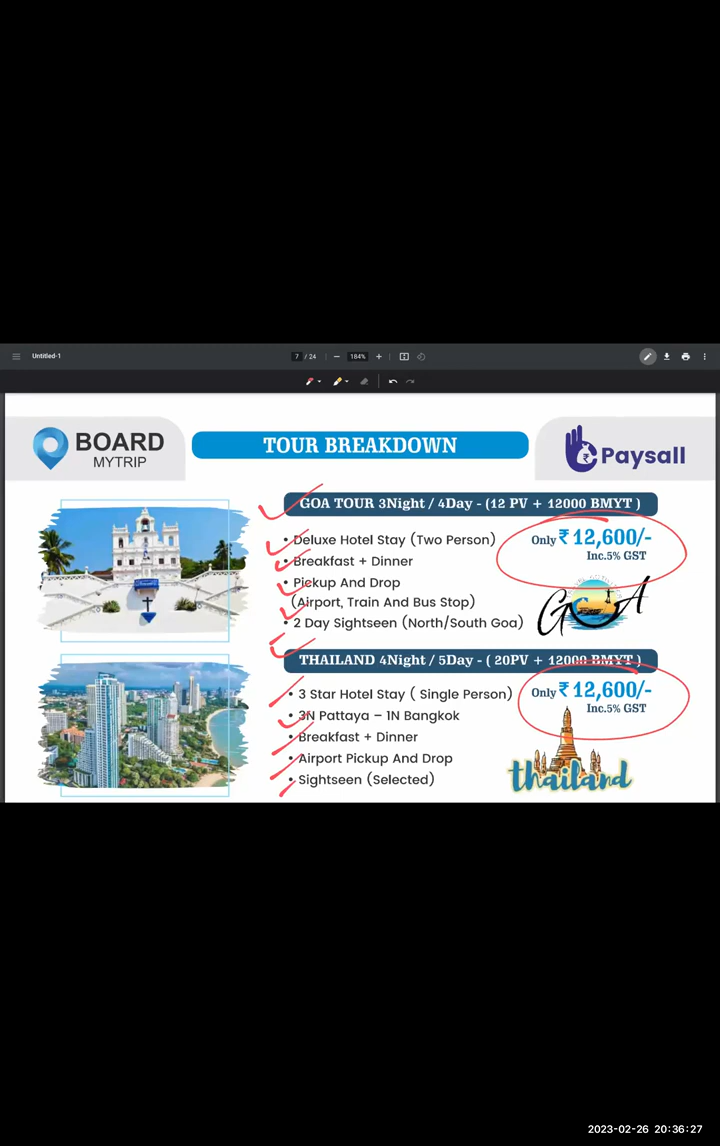 Untitled-1
7 / 24
184%
BOARD
MYTRIP
TOUR BREAKDOWN
Paysall
GOA TOUR 3Night / 4Day - (12 PV + 12000 BMYT )
• Deluxe Hotel Stay (Two Person)
• Breakfast + Dinner
• Pickup And Drop
(Airport, Train And Bus Stop)
• 2 Day Sightseen (North/South Goa)
Only ₹ 12,600/-
Inc.5% GST
GOA
THAILAND 4Night / 5Day - ( 20PV + 12000 BMYT )
• 3 Star Hotel Stay ( Single Person)
• 3N Pattaya – 1N Bangkok
• Breakfast + Dinner
• Airport Pickup And Drop
• Sightseen (Selected)
Only ₹ 12,600/-
Inc.5% GST
thailand
2023-02-26 20:36:27